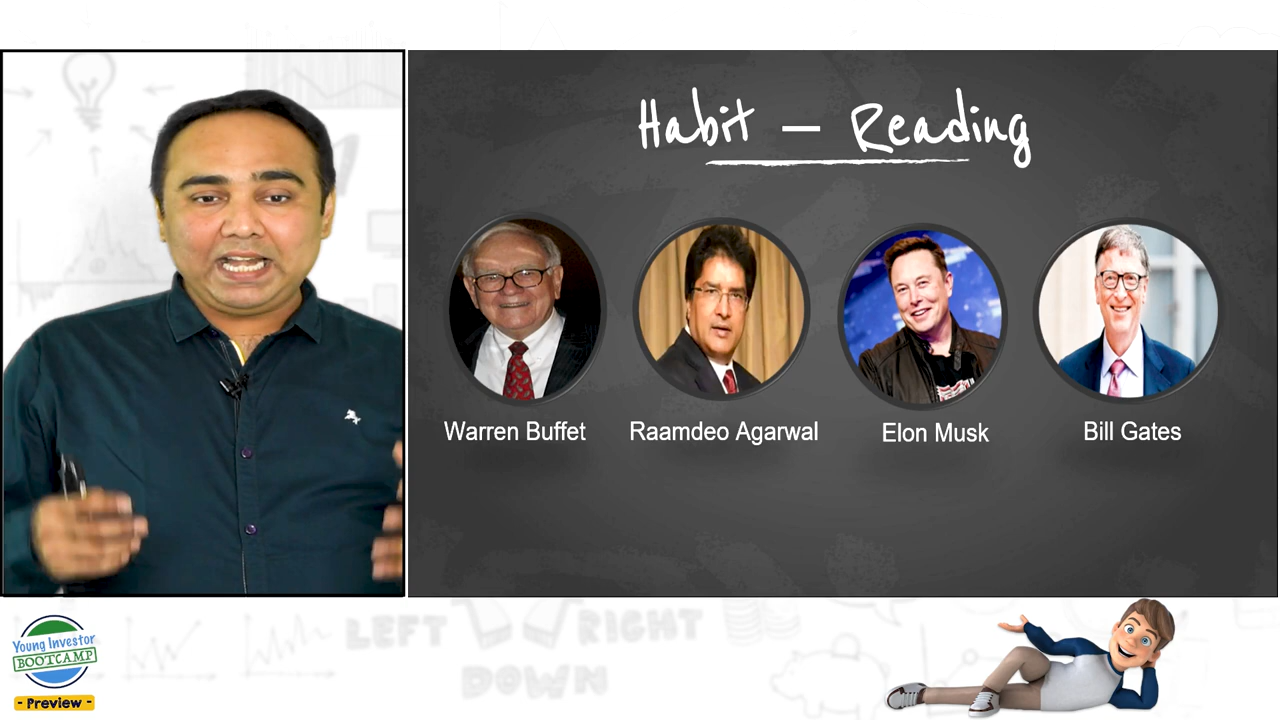 Habit – Reading
Warren Buffet
Raamdeo Agarwal
Elon Musk
Bill Gates
LEFT RIGHT
DOWN
Young Investor
BOOTCAMP
- Preview -